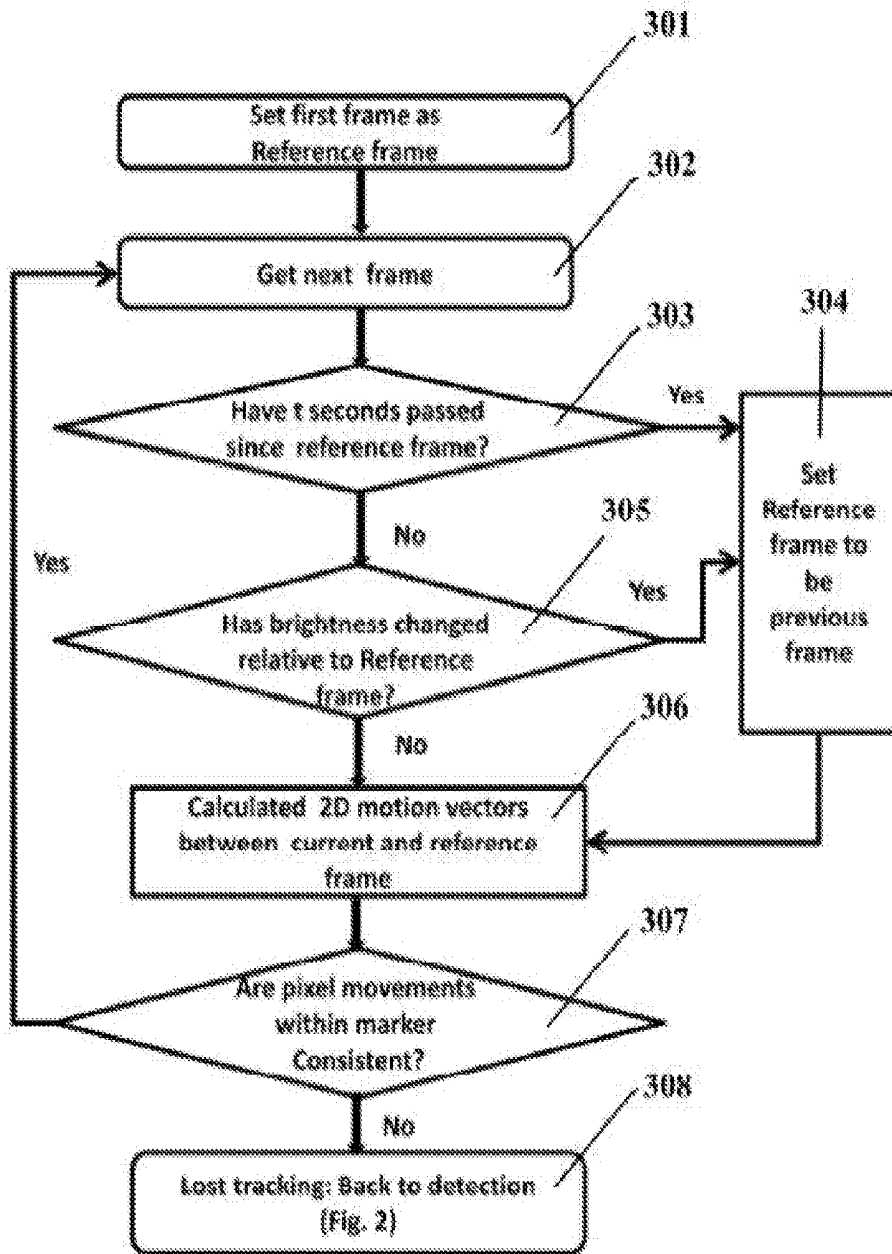 301
Set first frame as
Reference frame
302
Get next frame
303
Have t seconds passed
since reference frame?
Yes
304
Set
Reference
frame to
be
previous
frame
No
305
Yes
Has brightness changed
relative to Reference
frame?
Yes
No
306
Calculated 2D motion vectors
between current and reference
frame
307
Are pixel movements
within marker
Consistent?
No
308
Lost tracking: Back to detection
(Fig. 2)